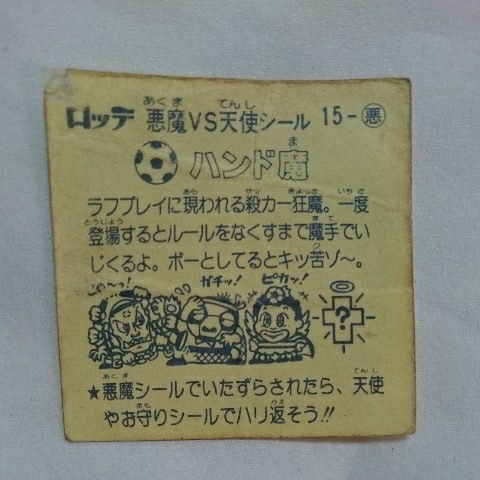 ロッテ 悪魔VS天使シール 15-悪
ハンド魔
ラフプレイに現われる殺カー狂魔。一度
登場するとルールをなくすまで魔手でい
じくるよ。ボーとしてるとキッ苦ソ〜。
ガチッ! ピカッ!
?
★悪魔シールでいたずらされたら、天使
やお守りシールでハリ返そう!!